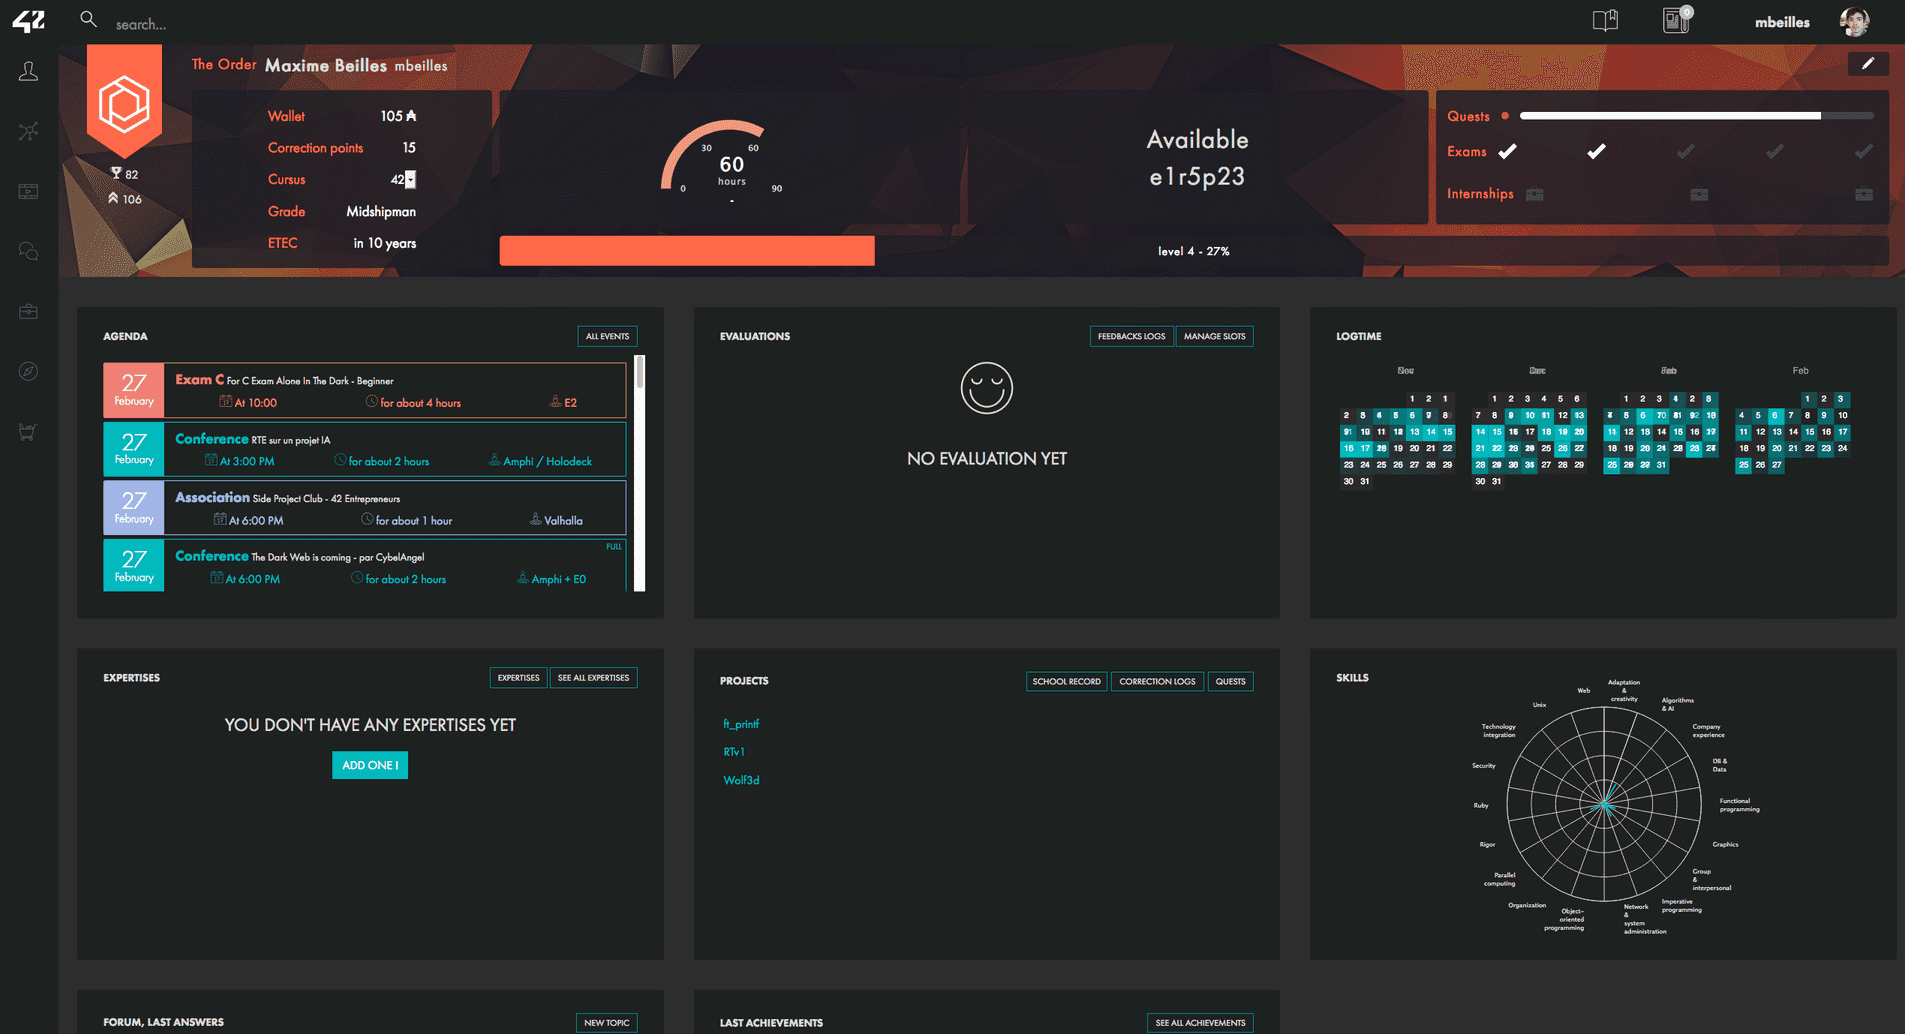 42
search...
0
mbeilles
The Order Maxime Beilles mbeilles
82
106
Wallet 105 ₳
Correction points 15
Cursus 42
Grade Midshipman
ETEC in 10 years
30 60
60
hours
0 90
-
Available
e1r5p23
Quests
Exams
Internships
level 4 - 27%
AGENDA
ALL EVENTS
27
February
Exam C For C Exam Alone In The Dark - Beginner
At 10:00 for about 4 hours E2
27
February
Conference RTE sur un projet IA
At 3:00 PM for about 2 hours Amphi / Holodeck
27
February
Association Side Project Club - 42 Entrepreneurs
At 6:00 PM for about 1 hour Valhalla
27
February
Conference The Dark Web is coming - par CybelAngel
FULL
At 6:00 PM for about 2 hours Amphi + E0
EVALUATIONS
FEEDBACKS LOGS MANAGE SLOTS
NO EVALUATION YET
LOGTIME
Feb
1 2 3
4 5 6 7 8 9 10
11 12 13 14 15 16 17
18 19 20 21 22 23 24
25 26 27
EXPERTISES
EXPERTISES SEE ALL EXPERTISES
YOU DON'T HAVE ANY EXPERTISES YET
ADD ONE !
PROJECTS
SCHOOL RECORD CORRECTION LOGS QUESTS
ft_printf
RTv1
Wolf3d
SKILLS
Adaptation
&
creativity
Algorithms
& AI
Company
experience
DB &
Data
Functional
programming
Graphics
Group
&
interpersonal
Imperative
programming
Network
&
system
administration
Object-
oriented
programming
Organization
Parallel
computing
Rigor
Ruby
Security
Technology
integration
Unix
Web
FORUM, LAST ANSWERS
NEW TOPIC
LAST ACHIEVEMENTS
SEE ALL ACHIEVEMENTS